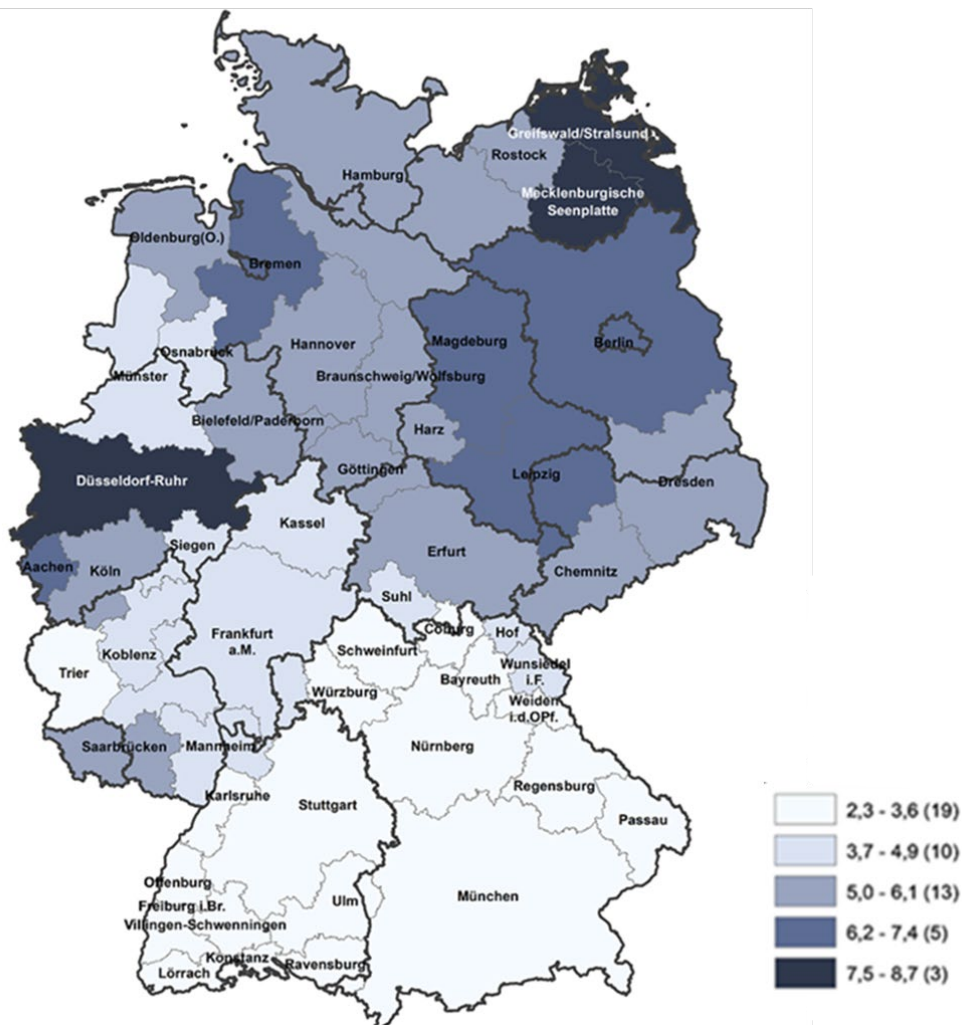 Greifswald/Stralsund
Rostock
Hamburg
Mecklenburgische
Seenplatte
Oldenburg(O.)
Bremen
Osnabrück
Hannover
Magdeburg
Berlin
Münster
Braunschweig/Wolfsburg
Bielefeld/Paderborn
Harz
Göttingen
Leipzig
Düsseldorf-Ruhr
Dresden
Kassel
Siegen
Erfurt
Aachen
Köln
Chemnitz
Suhl
Frankfurt
a.M.
Coburg
Hof
Koblenz
Schweinfurt
Trier
Wunsiedel
i.F.
Bayreuth
Würzburg
Weiden
i.d.OPf.
Saarbrücken
Mannheim
Nürnberg
Regensburg
Karlsruhe
Stuttgart
Passau
Offenburg
Ulm
München
Freiburg i.Br.
Villingen-Schwenningen
Konstanz
Ravensburg
Lörrach
2,3 - 3,6 (19)
3,7 - 4,9 (10)
5,0 - 6,1 (13)
6,2 - 7,4 (5)
7,5 - 8,7 (3)